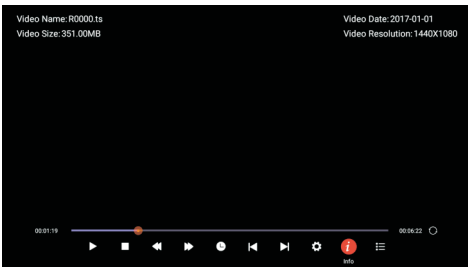 Video Name:R0000.ts
Video Size:351.00MB
Video Date:2017-01-01
Video Resolution:1440X1080
00:01:19
00:06:22
Info